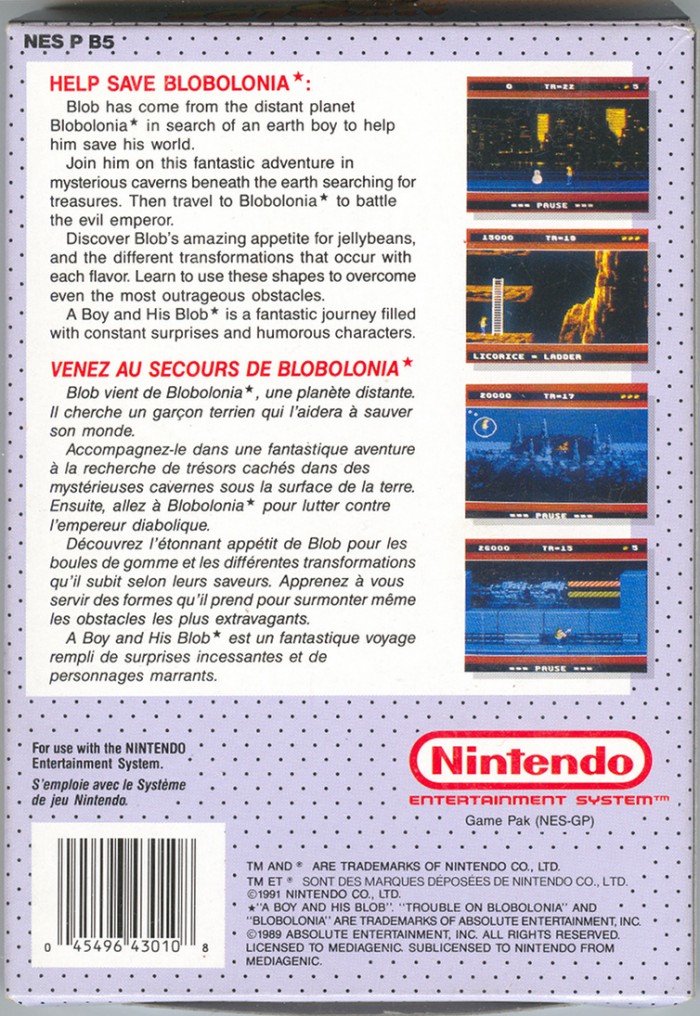 NES P B5
HELP SAVE BLOBOLONIA★:
Blob has come from the distant planet
Blobolonia★ in search of an earth boy to help
him save his world.
Join him on this fantastic adventure in
mysterious caverns beneath the earth searching for
treasures. Then travel to Blobolonia★ to battle
the evil emperor.
Discover Blob's amazing appetite for jellybeans,
and the different transformations that occur with
each flavor. Learn to use these shapes to overcome
even the most outrageous obstacles.
A Boy and His Blob★ is a fantastic journey filled
with constant surprises and humorous characters.
VENEZ AU SECOURS DE BLOBOLONIA★
Blob vient de Blobolonia★, une planète distante.
Il cherche un garçon terrien qui l'aidera à sauver
son monde.
Accompagnez-le dans une fantastique aventure
à la recherche de trésors cachés dans des
mystérieuses cavernes sous la surface de la terre.
Ensuite, allez à Blobolonia★ pour lutter contre
l'empereur diabolique.
Découvrez l'étonnant appétit de Blob pour les
boules de gomme et les différentes transformations
qu'il subit selon leurs saveurs. Apprenez à vous
servir des formes qu'il prend pour surmonter même
les obstacles les plus extravagants.
A Boy and His Blob★ est un fantastique voyage
rempli de surprises incessantes et de
personnages marrants.
0 TR=22 5
PAUSE
15000 TR=18
LICORICE = LADDER
20000 TR=17
PAUSE
26000 TR=15 5
PAUSE
For use with the NINTENDO
Entertainment System.
S'emploie avec le Système
de jeu Nintendo.
Nintendo
ENTERTAINMENT SYSTEM™
Game Pak (NES-GP)
0 45496 43010 8
TM AND ® ARE TRADEMARKS OF NINTENDO CO., LTD.
TM ET ® SONT DES MARQUES DÉPOSÉES DE NINTENDO CO., LTD.
©1991 NINTENDO CO., LTD.
★"A BOY AND HIS BLOB". "TROUBLE ON BLOBOLONIA" AND
"BLOBOLONIA" ARE TRADEMARKS OF ABSOLUTE ENTERTAINMENT, INC.
©1989 ABSOLUTE ENTERTAINMENT, INC. ALL RIGHTS RESERVED.
LICENSED TO MEDIAGENIC. SUBLICENSED TO NINTENDO FROM
MEDIAGENIC.